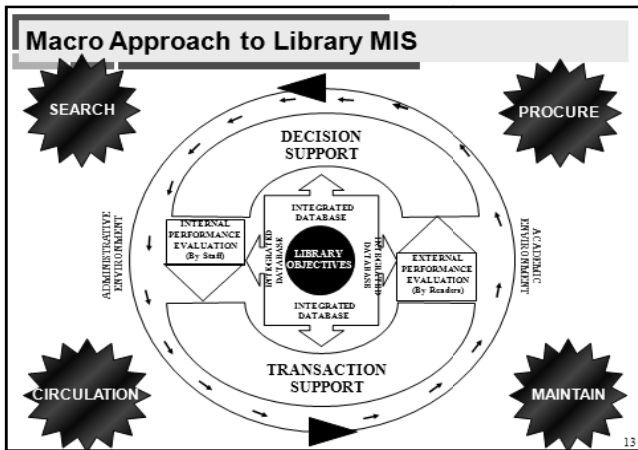 Macro Approach to Library MIS
SEARCH
PROCURE
DECISION
SUPPORT
ADMINISTRATIVE
ENVIRONMENT
INTERNAL
PERFORMANCE
EVALUATION
(By Staff)
INTEGRATED
DATABASE
INTEGRATED
DATABASE
LIBRARY
OBJECTIVES
INTEGRATED
DATABASE
INTEGRATED
DATABASE
EXTERNAL
PERFORMANCE
EVALUATION
(By Readers)
ACADEMIC
ENVIRONMENT
TRANSACTION
SUPPORT
CIRCULATION
MAINTAIN
13